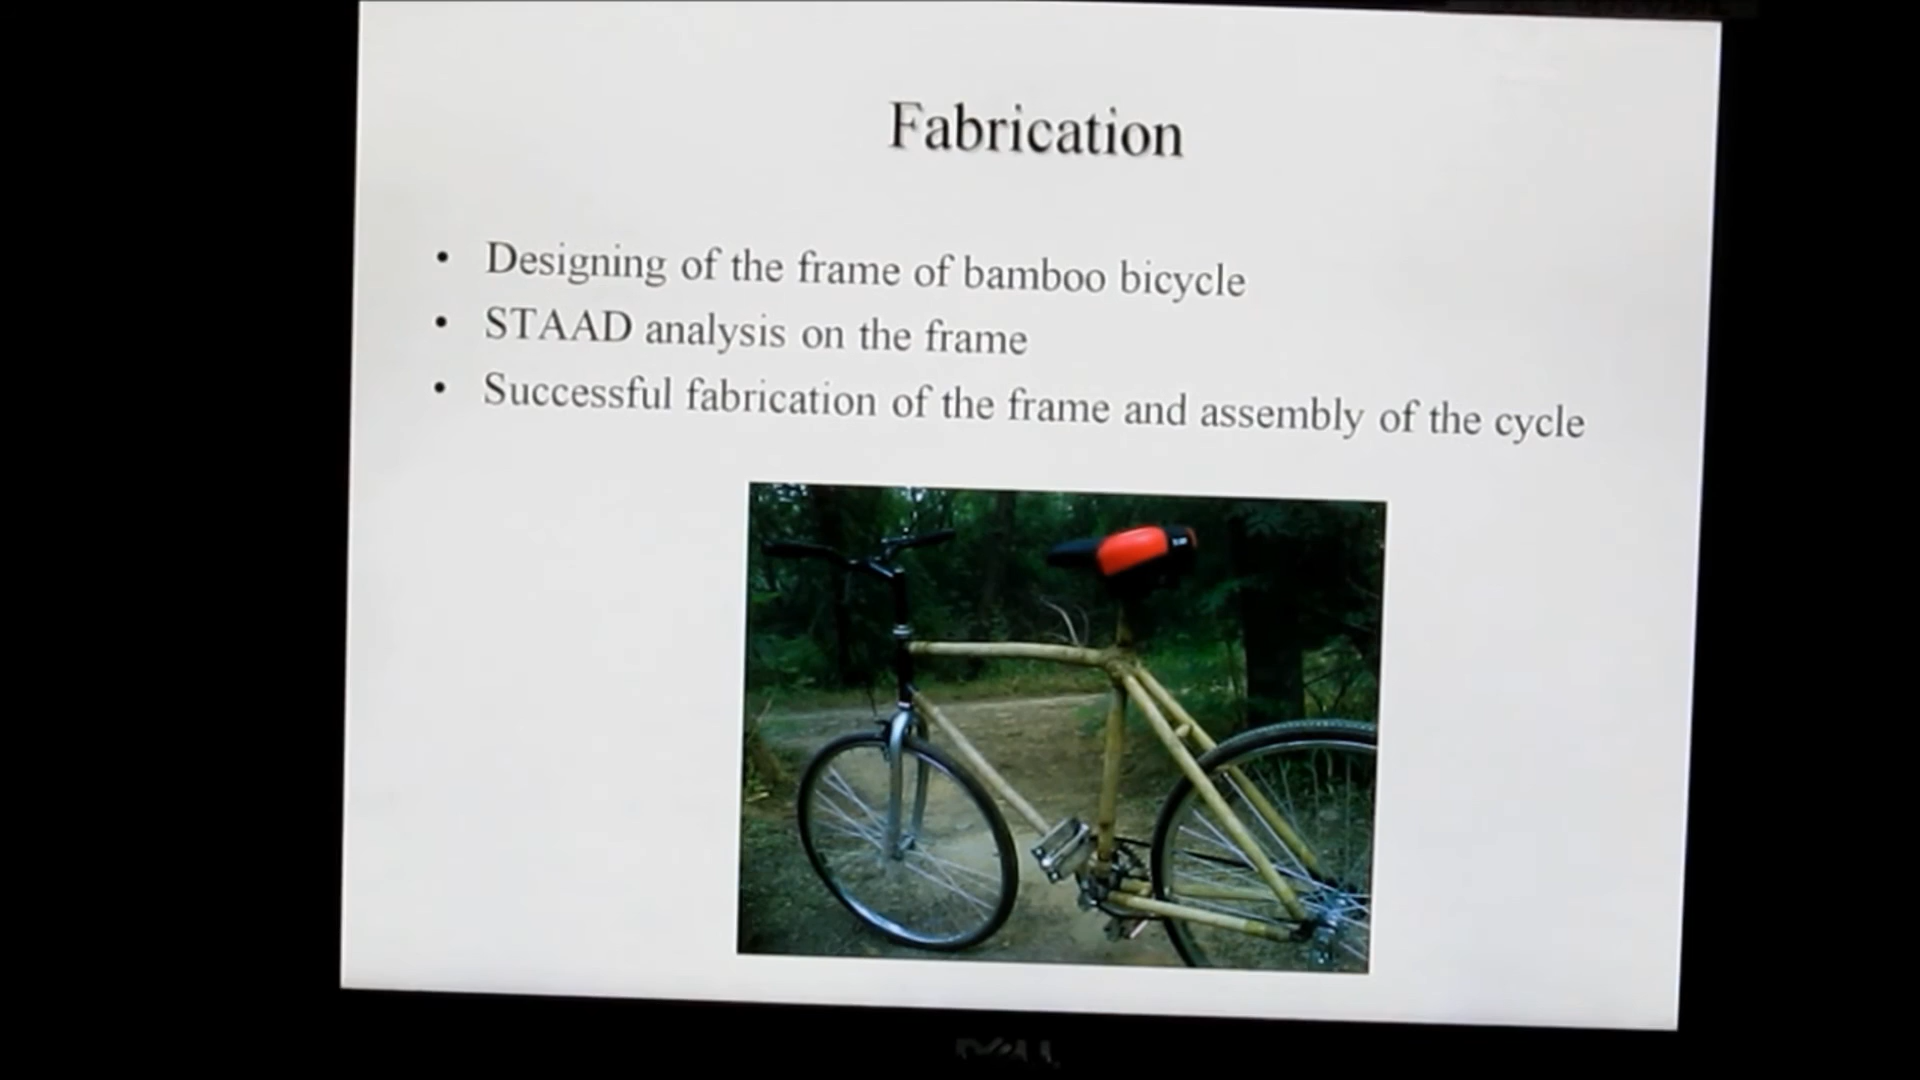 Fabrication
• Designing of the frame of bamboo bicycle
• STAAD analysis on the frame
• Successful fabrication of the frame and assembly of the cycle
DELL